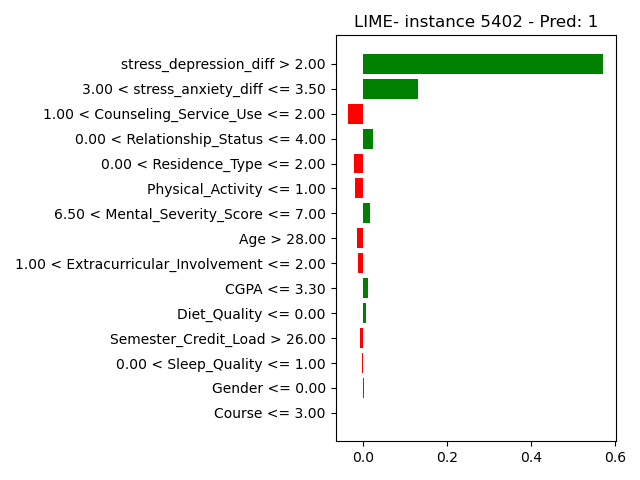 LIME- instance 5402 - Pred: 1
stress_depression_diff > 2.00
3.00 < stress_anxiety_diff <= 3.50
1.00 < Counseling_Service_Use <= 2.00
0.00 < Relationship_Status <= 4.00
0.00 < Residence_Type <= 2.00
Physical_Activity <= 1.00
6.50 < Mental_Severity_Score <= 7.00
Age > 28.00
1.00 < Extracurricular_Involvement <= 2.00
CGPA <= 3.30
Diet_Quality <= 0.00
Semester_Credit_Load > 26.00
0.00 < Sleep_Quality <= 1.00
Gender <= 0.00
Course <= 3.00
0.0 0.2 0.4 0.6